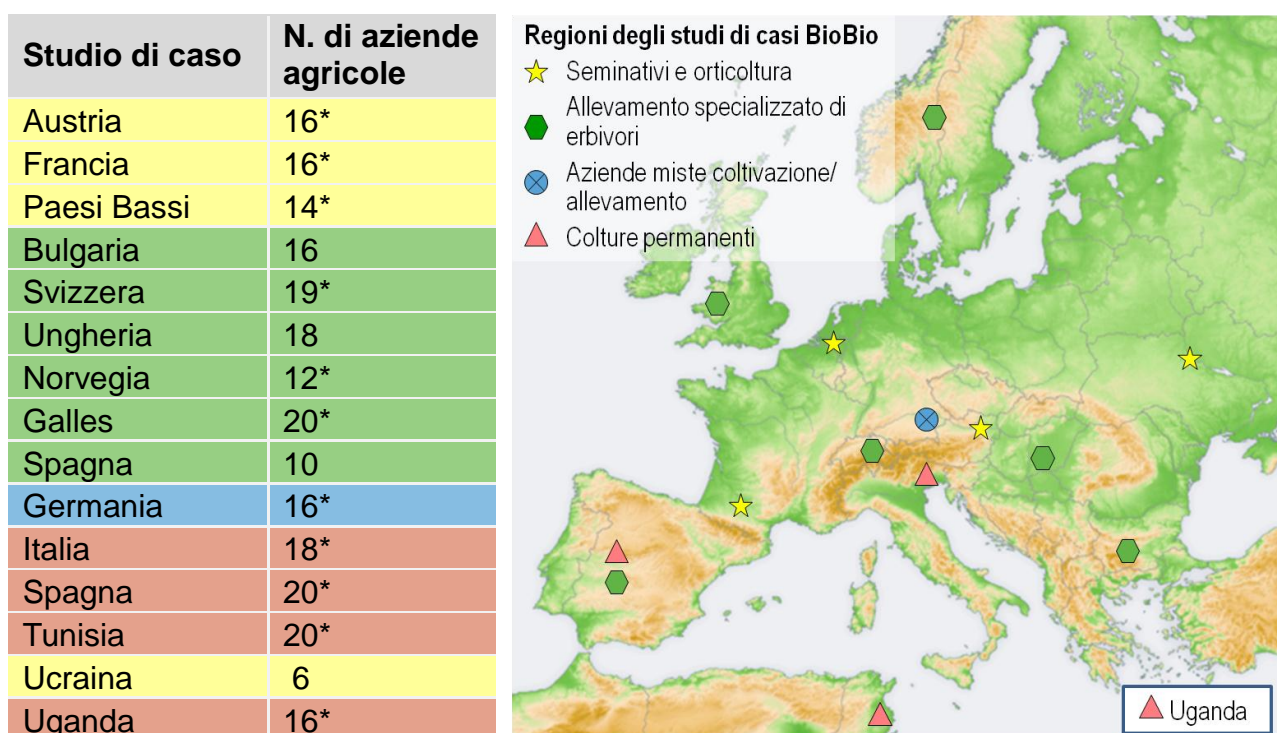 Studio di caso N. di aziende
agricole
Austria 16*
Francia 16*
Paesi Bassi 14*
Bulgaria 16
Svizzera 19*
Ungheria 18
Norvegia 12*
Galles 20*
Spagna 10
Germania 16*
Italia 18*
Spagna 20*
Tunisia 20*
Ucraina 6
Uganda 16*
Regioni degli studi di casi BioBio
Seminativi e orticoltura
Allevamento specializzato di
erbivori
Aziende miste coltivazione/
allevamento
Colture permanenti
Uganda